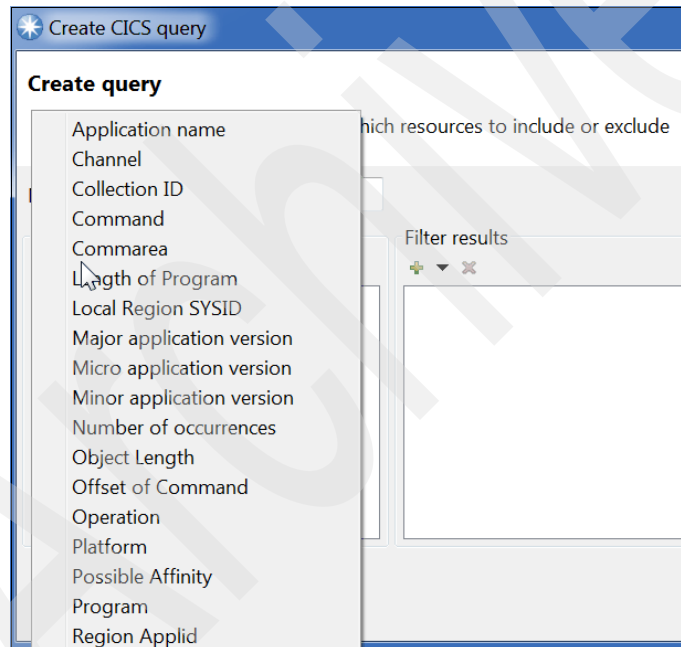 Create CICS query
Create query
hich resources to include or exclude
Application name
Channel
Collection ID
Command
Commarea
Length of Program
Local Region SYSID
Major application version
Micro application version
Minor application version
Number of occurrences
Object Length
Offset of Command
Operation
Platform
Possible Affinity
Program
Region Applid
Filter results